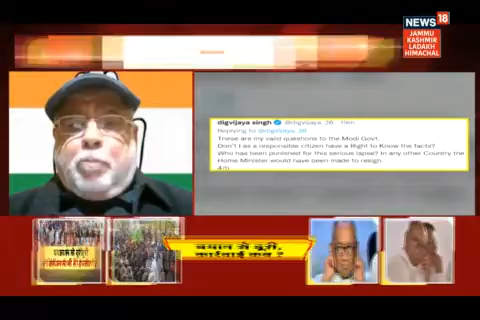 NEWS 18
JAMMU
KASHMIR
LADAKH
HIMACHAL
digvijaya singh @digvijaya_28 · 19m
Replying to @digvijaya_28
These are my valid questions to the Modi Govt.
Don't I as a responsible citizen have a Right to Know the facts?
Who has been punished for this serious lapse? In any other Country the
Home Minister would have been made to resign.
4/n
बयान से दूरी,
कार्रवाई कब ?